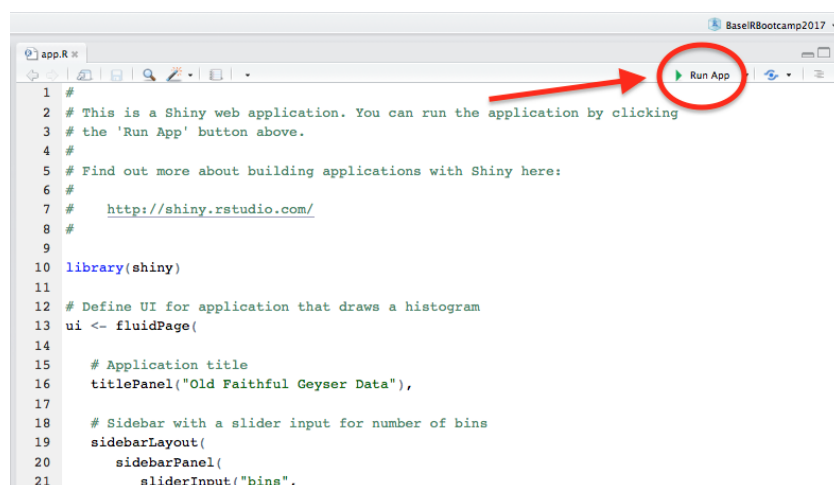 BaselRBootcamp2017
app.R
Run App
1 #
2 # This is a Shiny web application. You can run the application by clicking
3 # the 'Run App' button above.
4 #
5 # Find out more about building applications with Shiny here:
6 #
7 #    http://shiny.rstudio.com/
8 #
9
10 library(shiny)
11
12 # Define UI for application that draws a histogram
13 ui <- fluidPage(
14
15    # Application title
16    titlePanel("Old Faithful Geyser Data"),
17
18    # Sidebar with a slider input for number of bins
19    sidebarLayout(
20       sidebarPanel(
21          sliderInput("bins",